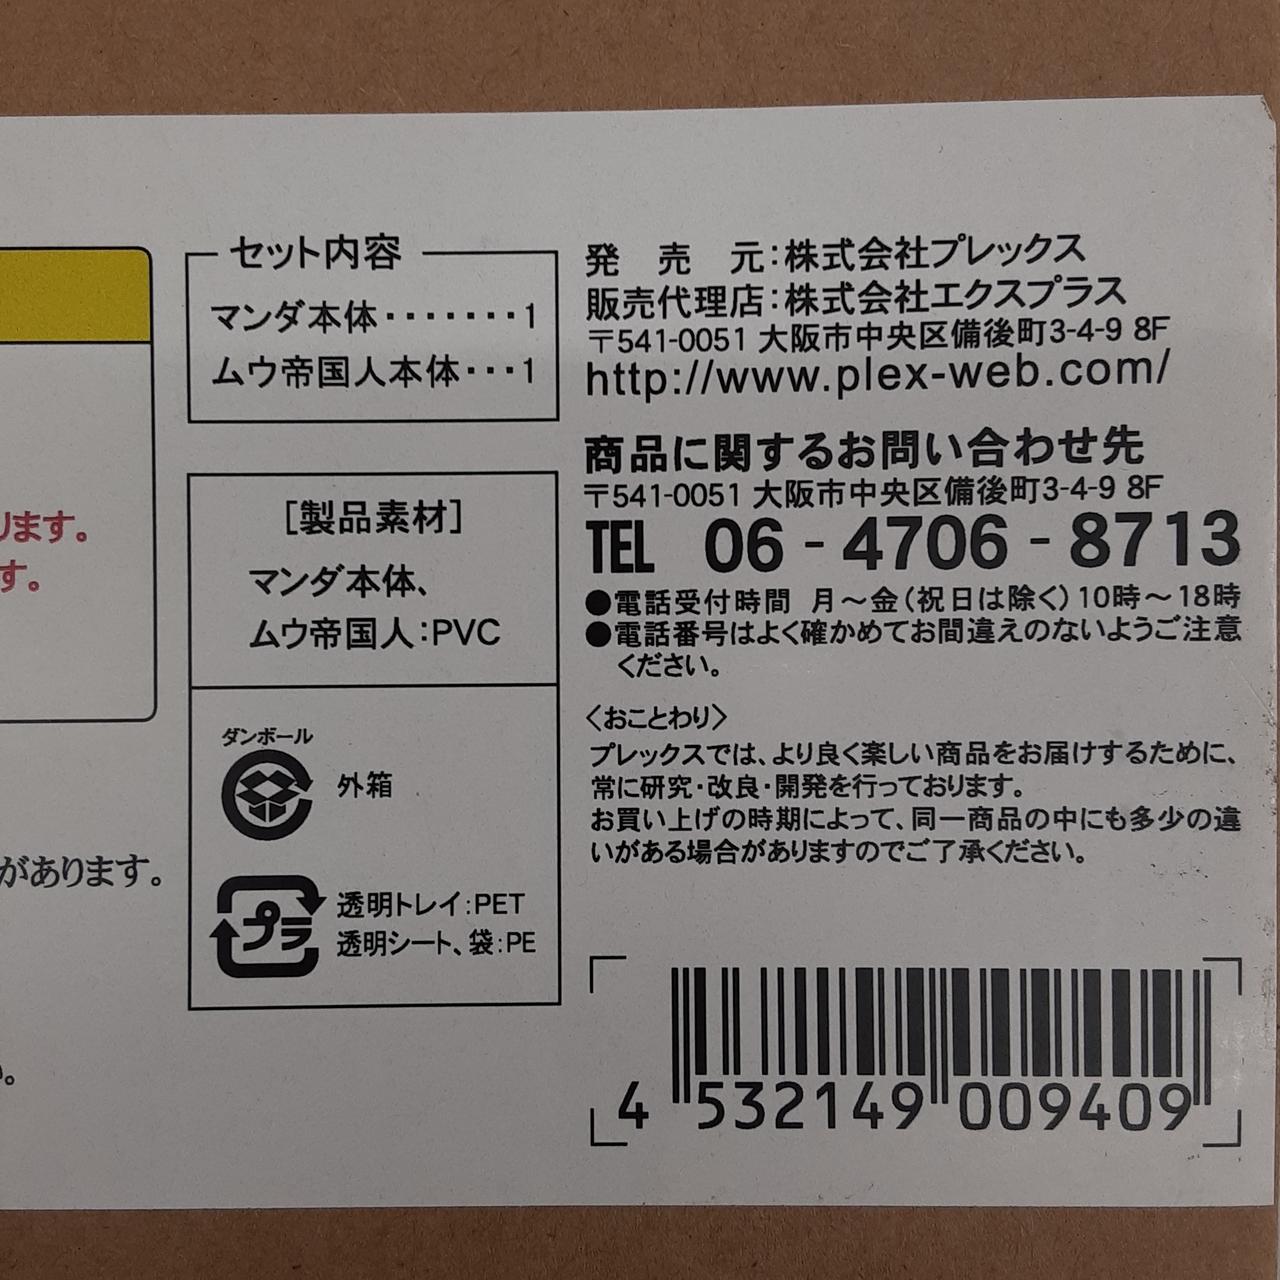 ります。
す。
があります。
い。
セット内容
マンダ本体・・・・・・・1
ムウ帝国人本体・・・1
[製品素材]
マンダ本体、
ムウ帝国人：PVC
ダンボール
外箱
プラ
透明トレイ：PET
透明シート、袋：PE
発 売 元：株式会社プレックス
販売代理店：株式会社エクスプラス
〒541-0051 大阪市中央区備後町3-4-9 8F
http://www.plex-web.com/
商品に関するお問い合わせ先
〒541-0051 大阪市中央区備後町3-4-9 8F
TEL 06-4706-8713
●電話受付時間 月～金(祝日は除く)10時～18時
●電話番号はよく確かめてお間違えのないようご注意
ください。
〈おことわり〉
プレックスでは、より良く楽しい商品をお届けするために、
常に研究・改良・開発を行っております。
お買い上げの時期によって、同一商品の中にも多少の違
いがある場合がありますのでご了承ください。
4 532149 009409